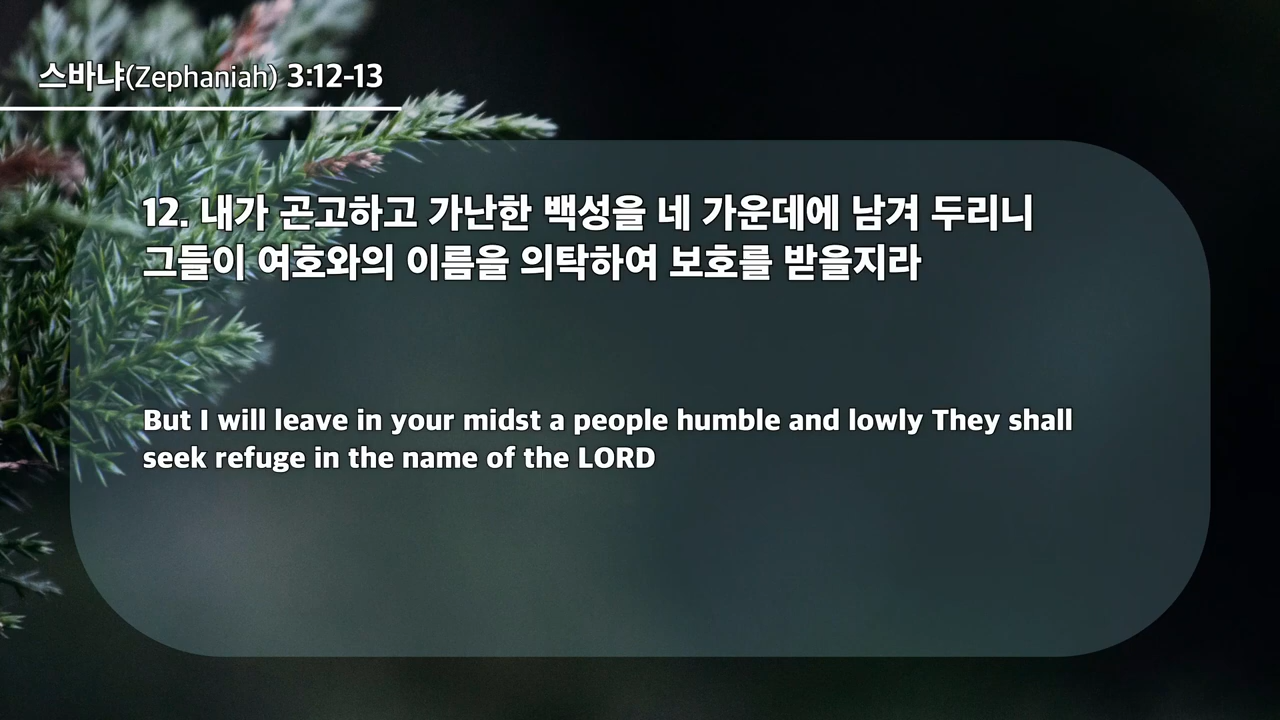 스바냐(Zephaniah) 3:12-13
12. 내가 곤고하고 가난한 백성을 네 가운데에 남겨 두리니
그들이 여호와의 이름을 의탁하여 보호를 받을지라
But I will leave in your midst a people humble and lowly They shall
seek refuge in the name of the LORD